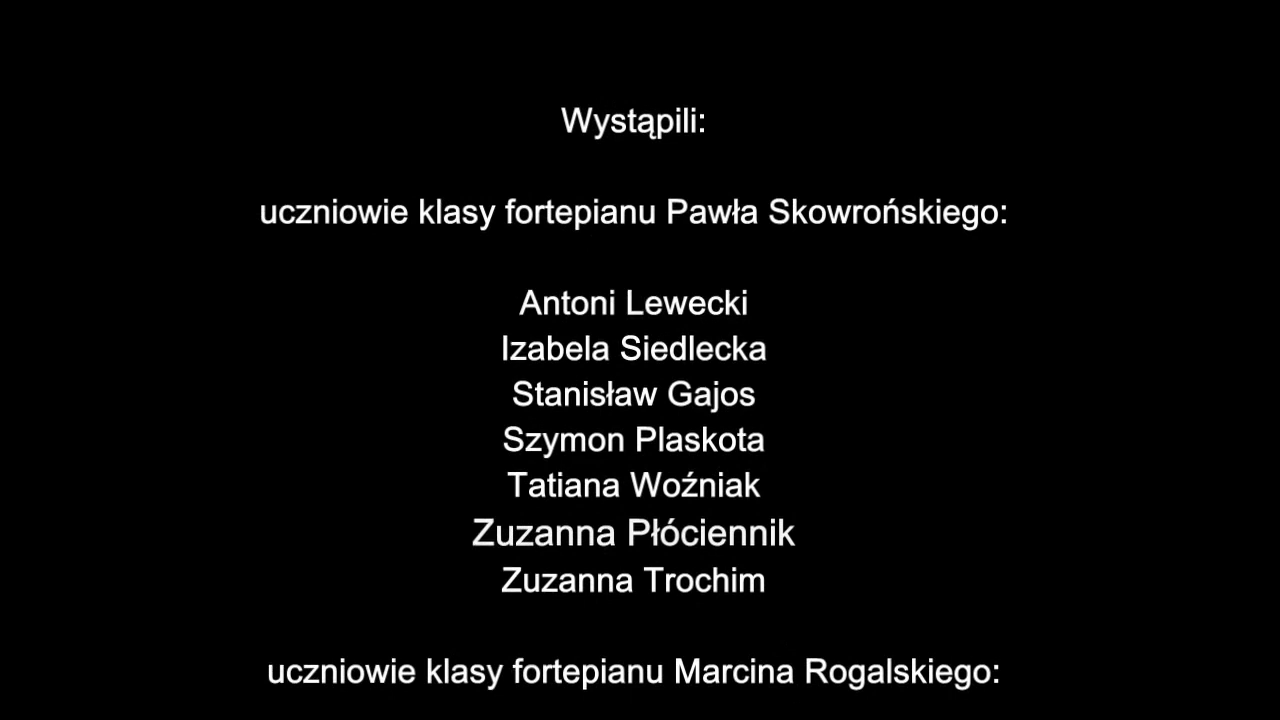 Wystąpili:
uczniowie klasy fortepianu Pawła Skowrońskiego:
Antoni Lewecki
Izabela Siedlecka
Stanisław Gajos
Szymon Plaskota
Tatiana Woźniak
Zuzanna Płóciennik
Zuzanna Trochim
uczniowie klasy fortepianu Marcina Rogalskiego: